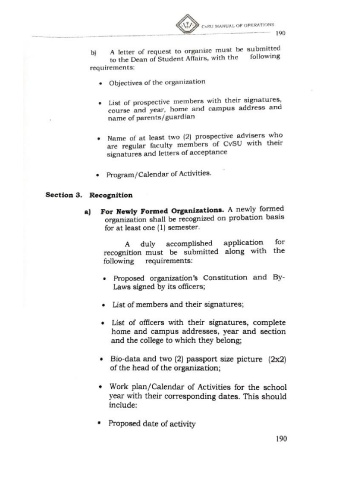 CvSU MANUAL OF OPERATIONS
190
b) A letter of request to organize must be submitted
to the Dean of Student Affairs, with the following
requirements:
• Objectives of the organization
• List of prospective members with their signatures,
course and year, home and campus address and
name of parents/guardian
• Name of at least two (2) prospective advisers who
are regular faculty members of CvSU with their
signatures and letters of acceptance
• Program/Calendar of Activities.
Section 3. Recognition
a) For Newly Formed Organizations. A newly formed
organization shall be recognized on probation basis
for at least one (1) semester.
A duly accomplished application for
recognition must be submitted along with the
following requirements:
• Proposed organization's Constitution and By-
Laws signed by its officers;
• List of members and their signatures;
• List of officers with their signatures, complete
home and campus addresses, year and section
and the college to which they belong;
• Bio-data and two (2) passport size picture (2x2)
of the head of the organization;
• Work plan/Calendar of Activities for the school
year with their corresponding dates. This should
include:
• Proposed date of activity
190